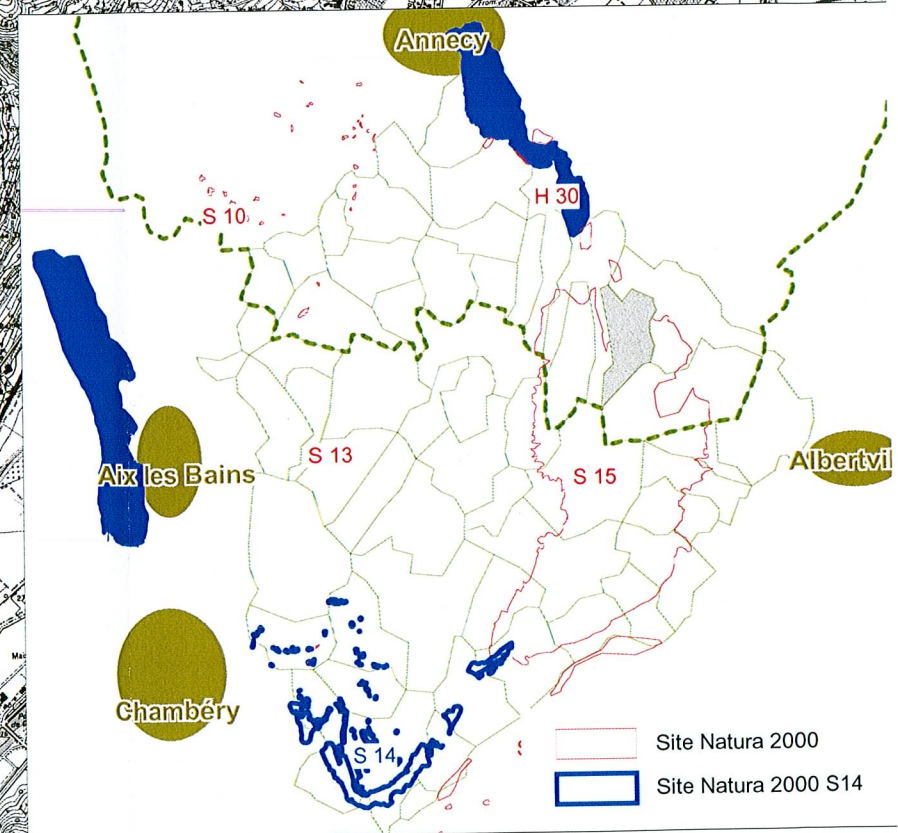 Annecy
H 30
S 10
S 13
Aix les Bains
S 15
Albertvil
Chambéry
S 14
Site Natura 2000
Site Natura 2000 S14